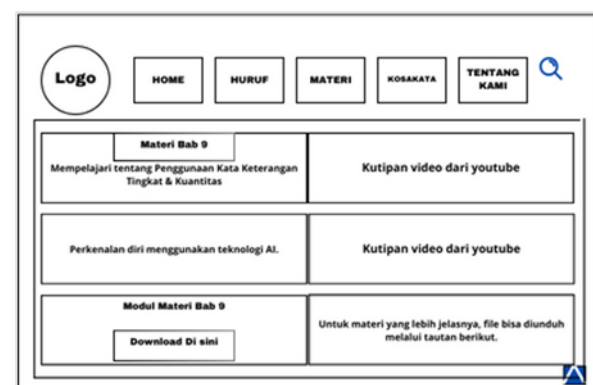 Logo
HOME
HURUF
MATERI
KOSAKATA
TENTANG
KAMI
Materi Bab 9
Mempelajari tentang Penggunaan Kata Keterangan
Tingkat & Kuantitas
Kutipan video dari youtube
Perkenalan diri menggunakan teknologi AI.
Kutipan video dari youtube
Modul Materi Bab 9
Download Di sini
Untuk materi yang lebih jelasnya, file bisa diunduh
melalui tautan berikut.